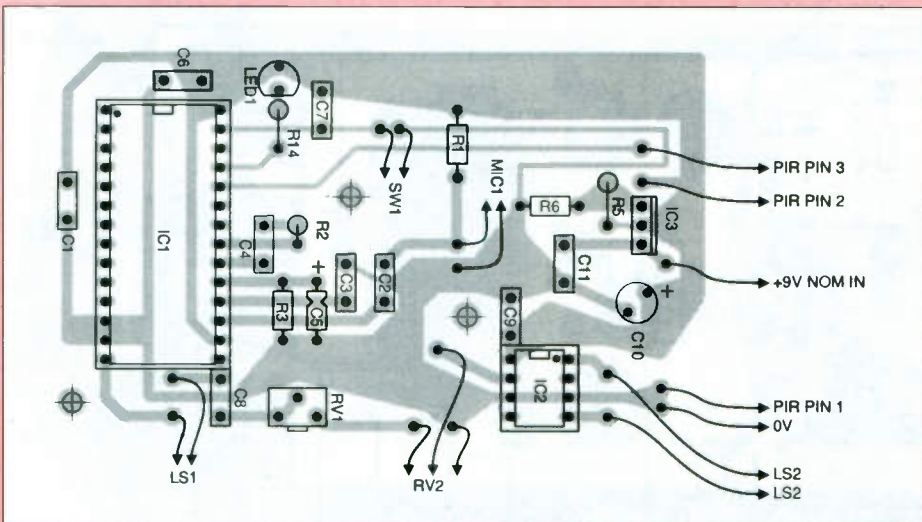 C6
LED1
C7
R14
R1
SW1
MIC1
PIR PIN 3
PIR PIN 2
R6
R5
IC3
C1
IC1
C4
R2
C3
C2
C11
+9V NOM IN
+
R3
C5
C9
+
C10
IC2
C8
RV1
PIR PIN 1
0V
LS1
RV2
LS2
LS2